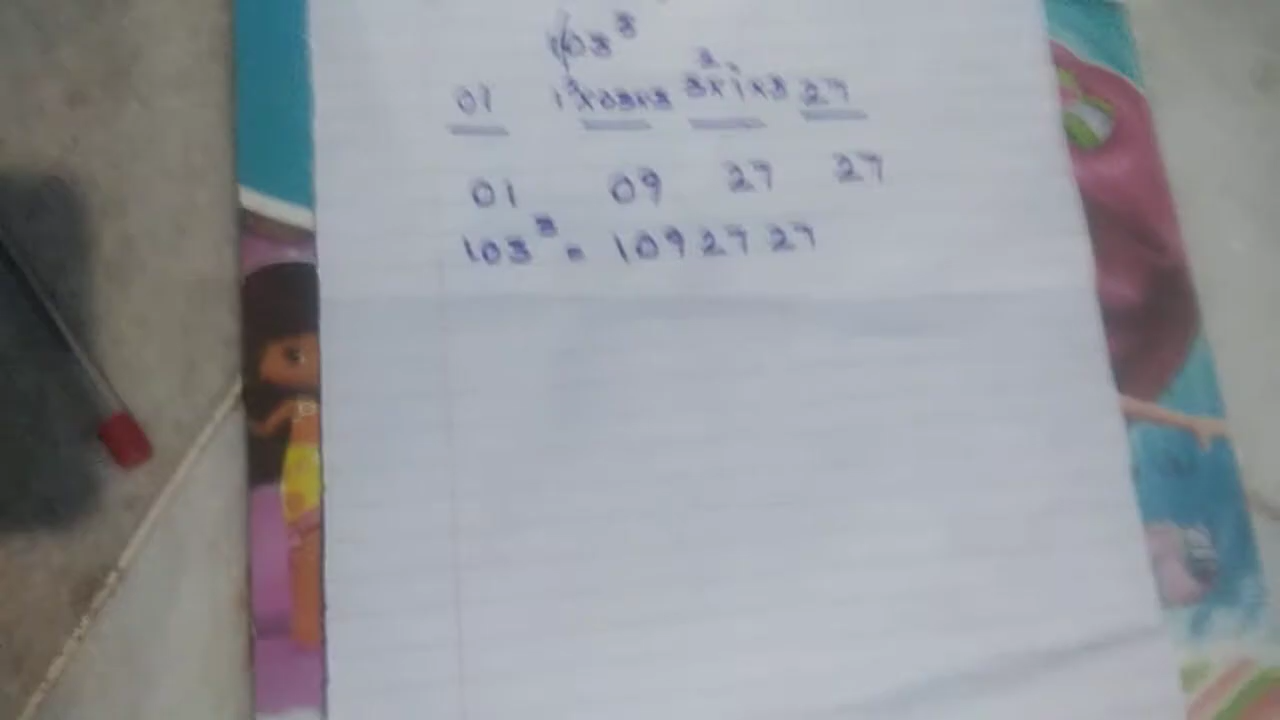 103³
01 1²×03×3 3²×1×3 27
01 09 27 27
103³ = 1092727